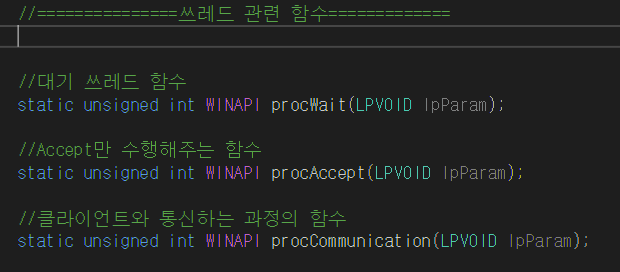 //===============쓰레드 관련 함수=============
//대기 쓰레드 함수
static unsigned int WINAPI procWait(LPVOID lpParam);
//Accept만 수행해주는 함수
static unsigned int WINAPI procAccept(LPVOID lpParam);
//클라이언트와 통신하는 과정의 함수
static unsigned int WINAPI procCommunication(LPVOID lpParam);